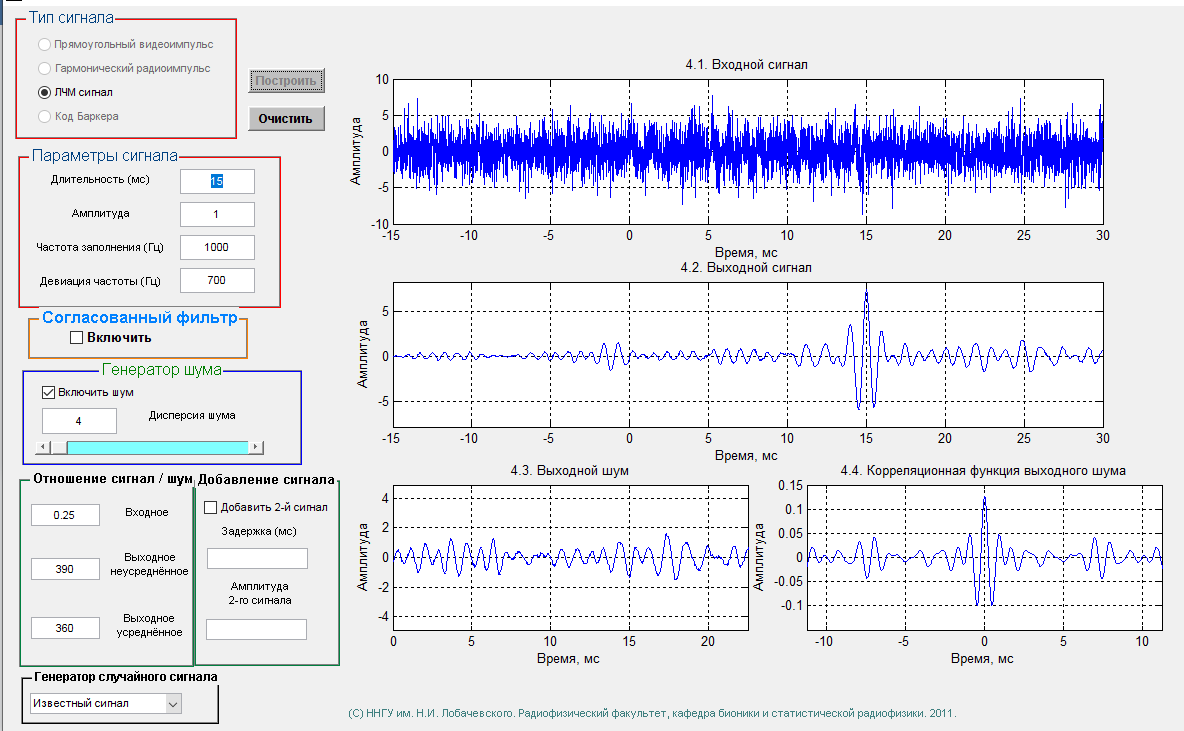 Тип сигнала
Прямоугольный видеоимпульс
Гармонический радиоимпульс
ЛЧМ сигнал
Код Баркера
Построить
Очистить
Параметры сигнала
Длительность (мс)
15
Амплитуда
1
Частота заполнения (Гц)
1000
Девиация частоты (Гц)
700
Согласованный фильтр
Включить
Генератор шума
Включить шум
4
Дисперсия шума
Отношение сигнал / шум
0.25
Входное
390
Выходное
неусреднённое
360
Выходное
усреднённое
Добавление сигнала
Добавить 2-й сигнал
Задержка (мс)
Амплитуда
2-го сигнала
Генератор случайного сигнала
Известный сигнал
4.1. Входной сигнал
Амплитуда
10
5
0
-5
-10
-15 -10 -5 0 5 10 15 20 25 30
Время, мс
4.2. Выходной сигнал
Амплитуда
5
0
-5
-15 -10 -5 0 5 10 15 20 25 30
Время, мс
4.3. Выходной шум
Амплитуда
4
2
0
-2
-4
0 5 10 15 20
Время, мс
4.4. Корреляционная функция выходного шума
Амплитуда
0.15
0.1
0.05
0
-0.05
-0.1
-10 -5 0 5 10
Время, мс
(С) ННГУ им. Н.И. Лобачевского. Радиофизический факультет, кафедра бионики и статистической радиофизики. 2011.